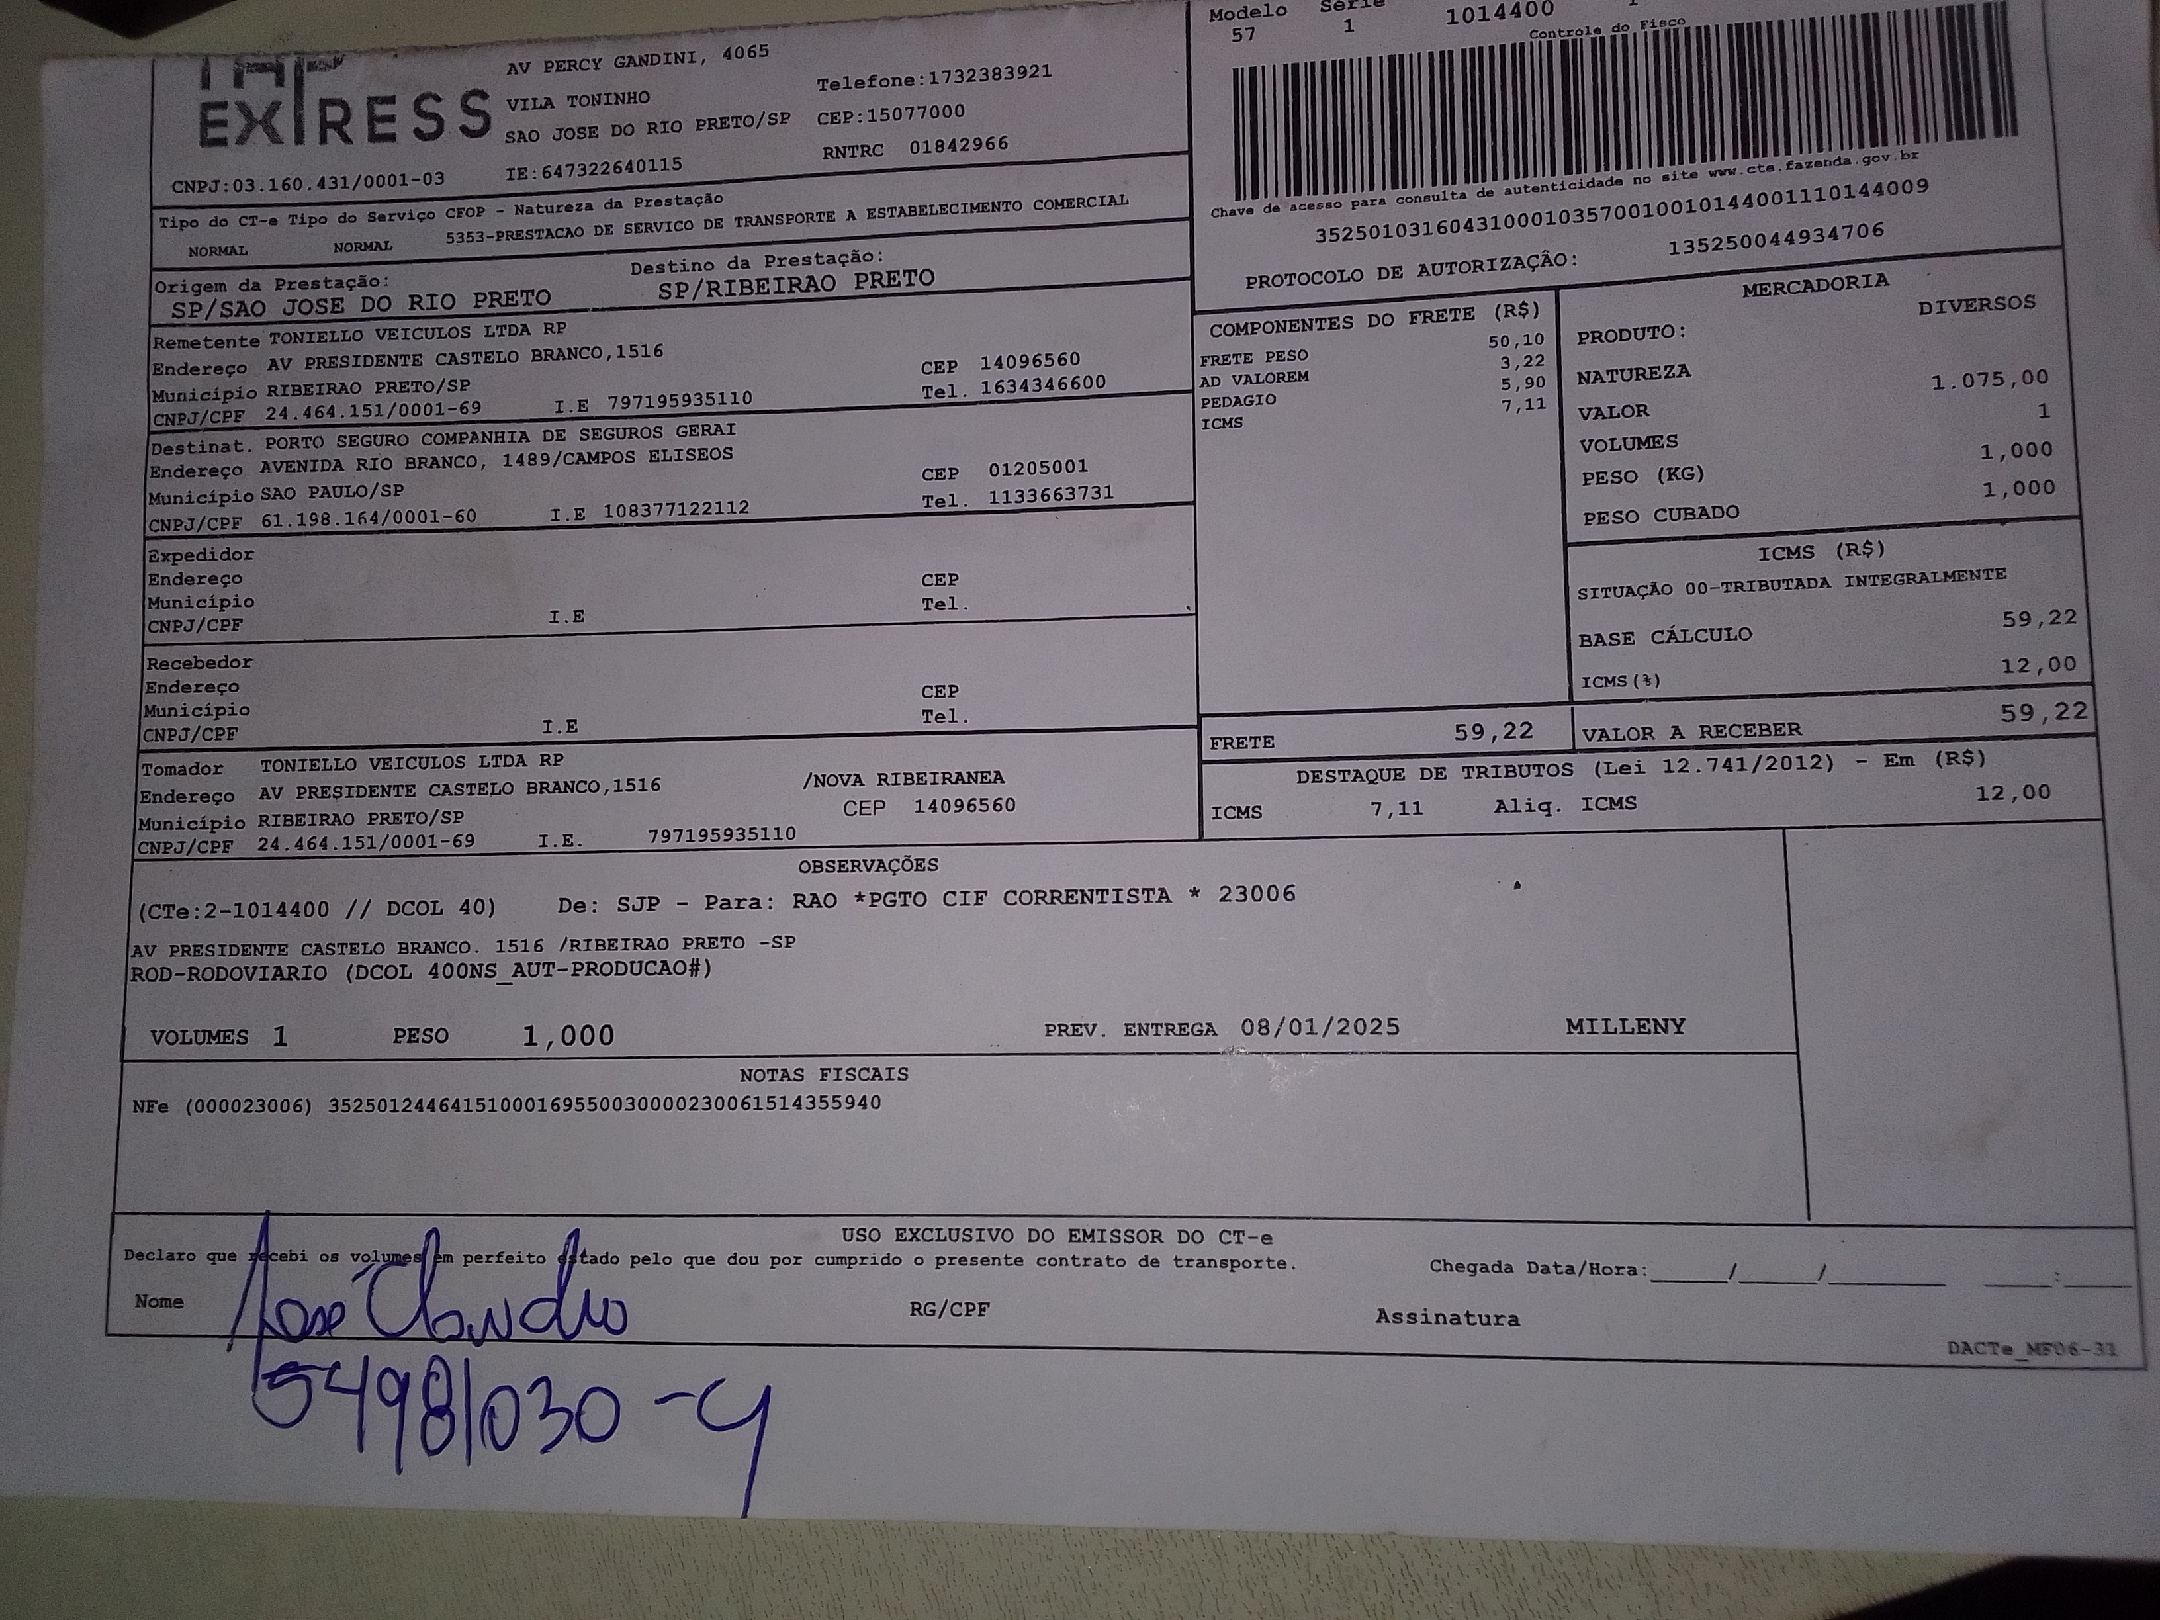 EXPRESS
AV PERCY GANDINI, 4065
VILA TONINHO
SAO JOSE DO RIO PRETO/SP
IE:647322640115
Telefone:1732383921
CEP:15077000
RNTRC 01842966
CNPJ:03.160.431/0001-03
Modelo Série
57 1 1014400
Controle do Fisco
Chave de acesso para consulta de autenticidade no site www.cte.fazenda.gov.br
35250103160431000103570010010144001110144009
PROTOCOLO DE AUTORIZAÇÃO: 135250044934706
Tipo do CT-e Tipo do Serviço CFOP - Natureza da Prestação
NORMAL NORMAL 5353-PRESTACAO DE SERVICO DE TRANSPORTE A ESTABELECIMENTO COMERCIAL
Origem da Prestação: Destino da Prestação:
SP/SAO JOSE DO RIO PRETO SP/RIBEIRAO PRETO
Remetente TONIELLO VEICULOS LTDA RP
Endereço AV PRESIDENTE CASTELO BRANCO,1516 CEP 14096560
Município RIBEIRAO PRETO/SP Tel. 1634346600
CNPJ/CPF 24.464.151/0001-69 I.E 797195935110
Destinat. PORTO SEGURO COMPANHIA DE SEGUROS GERAI
Endereço AVENIDA RIO BRANCO, 1489/CAMPOS ELISEOS CEP 01205001
Município SAO PAULO/SP Tel. 1133663731
CNPJ/CPF 61.198.164/0001-60 I.E 108377122112
Expedidor
Endereço CEP
Município Tel.
CNPJ/CPF I.E
Recebedor
Endereço CEP
Município Tel.
CNPJ/CPF I.E
Tomador TONIELLO VEICULOS LTDA RP
Endereço AV PRESIDENTE CASTELO BRANCO,1516 /NOVA RIBEIRANEA
Município RIBEIRAO PRETO/SP CEP 14096560
CNPJ/CPF 24.464.151/0001-69 I.E. 797195935110
COMPONENTES DO FRETE (R$)
FRETE PESO 50,10
AD VALOREM 3,22
PEDAGIO 5,90
ICMS 7,11
MERCADORIA
PRODUTO: DIVERSOS
NATUREZA
VALOR 1.075,00
VOLUMES 1
PESO (KG) 1,000
PESO CUBADO 1,000
ICMS (R$)
SITUAÇÃO 00-TRIBUTADA INTEGRALMENTE
BASE CÁLCULO 59,22
ICMS(%) 12,00
FRETE 59,22 VALOR A RECEBER 59,22
DESTAQUE DE TRIBUTOS (Lei 12.741/2012) - Em (R$)
ICMS 7,11 Aliq. ICMS 12,00
OBSERVAÇÕES
(CTe:2-1014400 // DCOL 40) De: SJP - Para: RAO *PGTO CIF CORRENTISTA * 23006
AV PRESIDENTE CASTELO BRANCO. 1516 /RIBEIRAO PRETO -SP
ROD-RODOVIARIO (DCOL 400NS_AUT-PRODUCAO#)
VOLUMES 1 PESO 1,000 PREV. ENTREGA 08/01/2025 MILLENY
NOTAS FISCAIS
NFe (000023006) 35250124464151000169550030000230061514355940
USO EXCLUSIVO DO EMISSOR DO CT-e
Declaro que recebi os volumes em perfeito estado pelo que dou por cumprido o presente contrato de transporte. Chegada Data/Hora:____/____/______ ___:___
Nome José Claudio RG/CPF Assinatura
DACTe_MF06-31
54981030-4